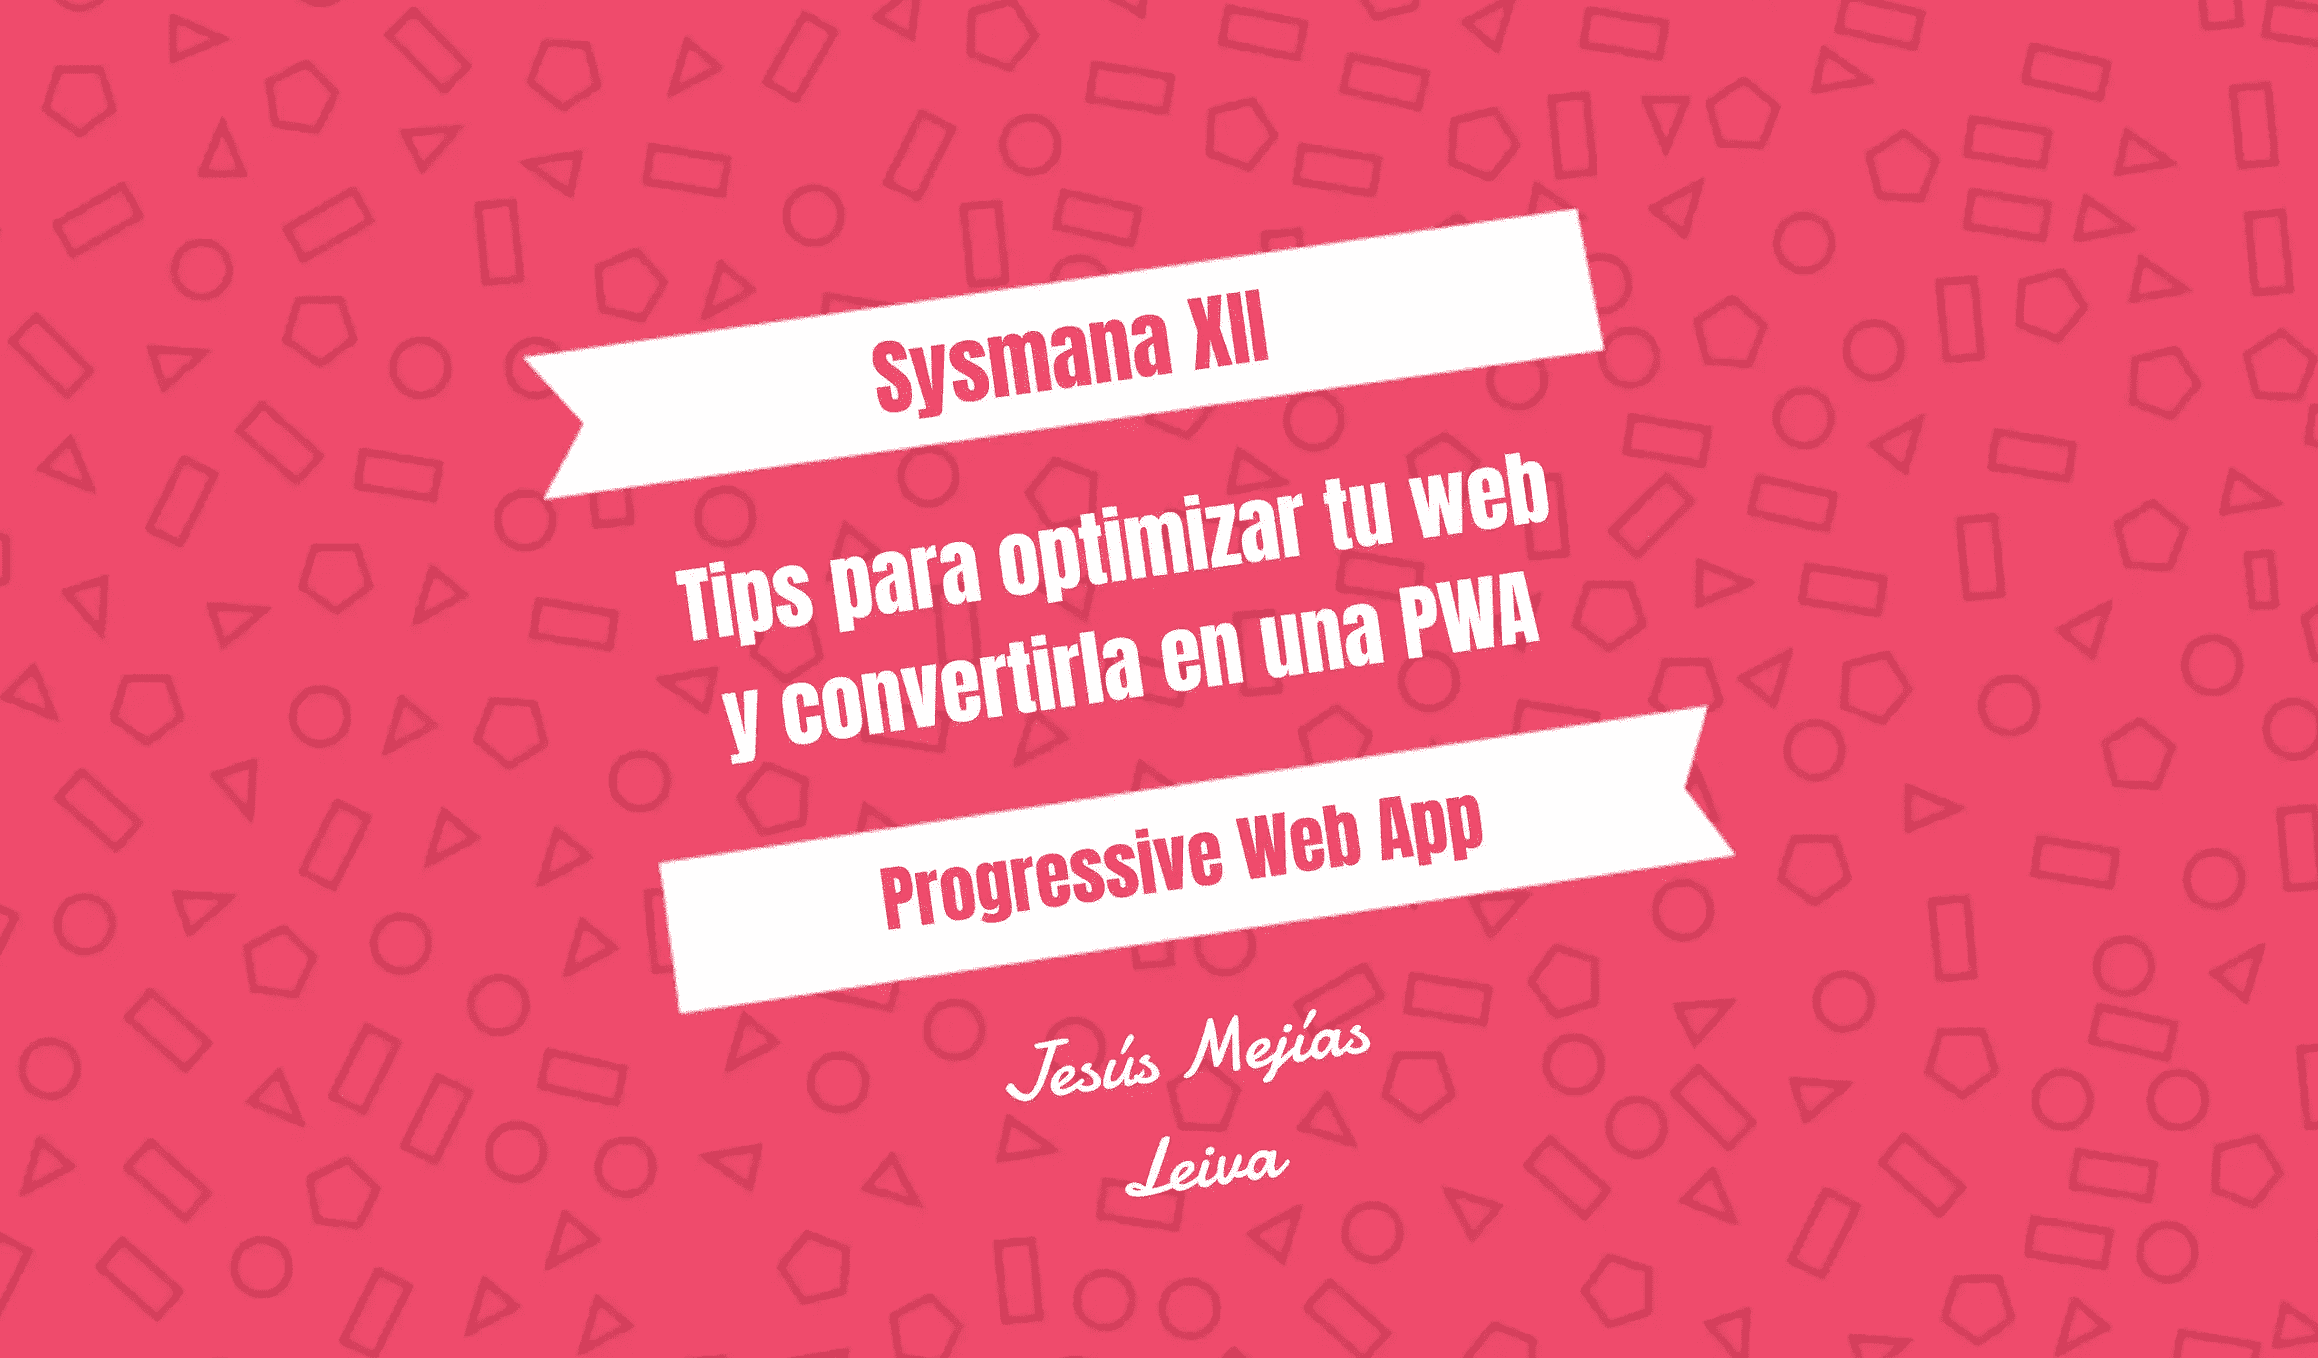 Sysmana XII
Tips para optimizar tu web
y convertirla en una PWA
Progressive Web App
Jesús Mejías
Leiva